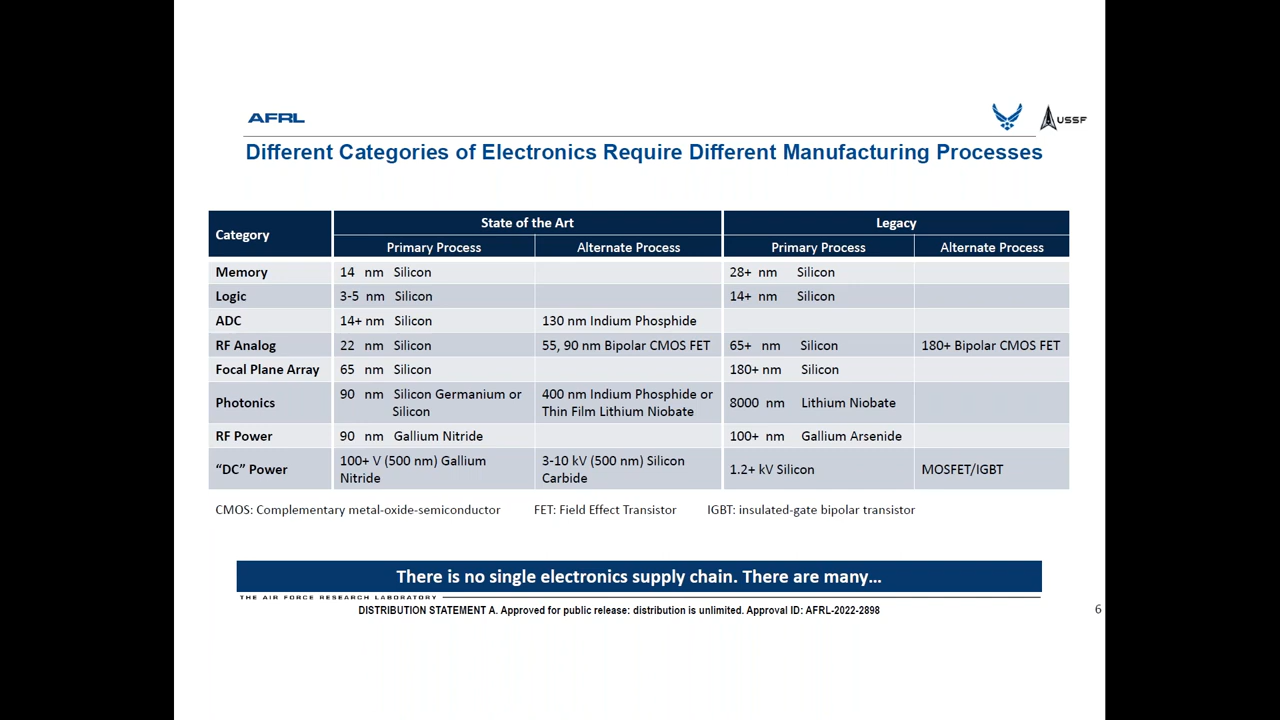 AFRL
USSF
Different Categories of Electronics Require Different Manufacturing Processes
Category State of the Art Legacy
Primary Process Alternate Process Primary Process Alternate Process
Memory 14 nm Silicon 28+ nm Silicon
Logic 3-5 nm Silicon 14+ nm Silicon
ADC 14+ nm Silicon 130 nm Indium Phosphide
RF Analog 22 nm Silicon 55, 90 nm Bipolar CMOS FET 65+ nm Silicon 180+ Bipolar CMOS FET
Focal Plane Array 65 nm Silicon 180+ nm Silicon
Photonics 90 nm Silicon Germanium or Silicon 400 nm Indium Phosphide or Thin Film Lithium Niobate 8000 nm Lithium Niobate
RF Power 90 nm Gallium Nitride 100+ nm Gallium Arsenide
“DC” Power 100+ V (500 nm) Gallium Nitride 3-10 kV (500 nm) Silicon Carbide 1.2+ kV Silicon MOSFET/IGBT
CMOS: Complementary metal-oxide-semiconductor FET: Field Effect Transistor IGBT: insulated-gate bipolar transistor
There is no single electronics supply chain. There are many...
THE AIR FORCE RESEARCH LABORATORY
DISTRIBUTION STATEMENT A. Approved for public release: distribution is unlimited. Approval ID: AFRL-2022-2898
6